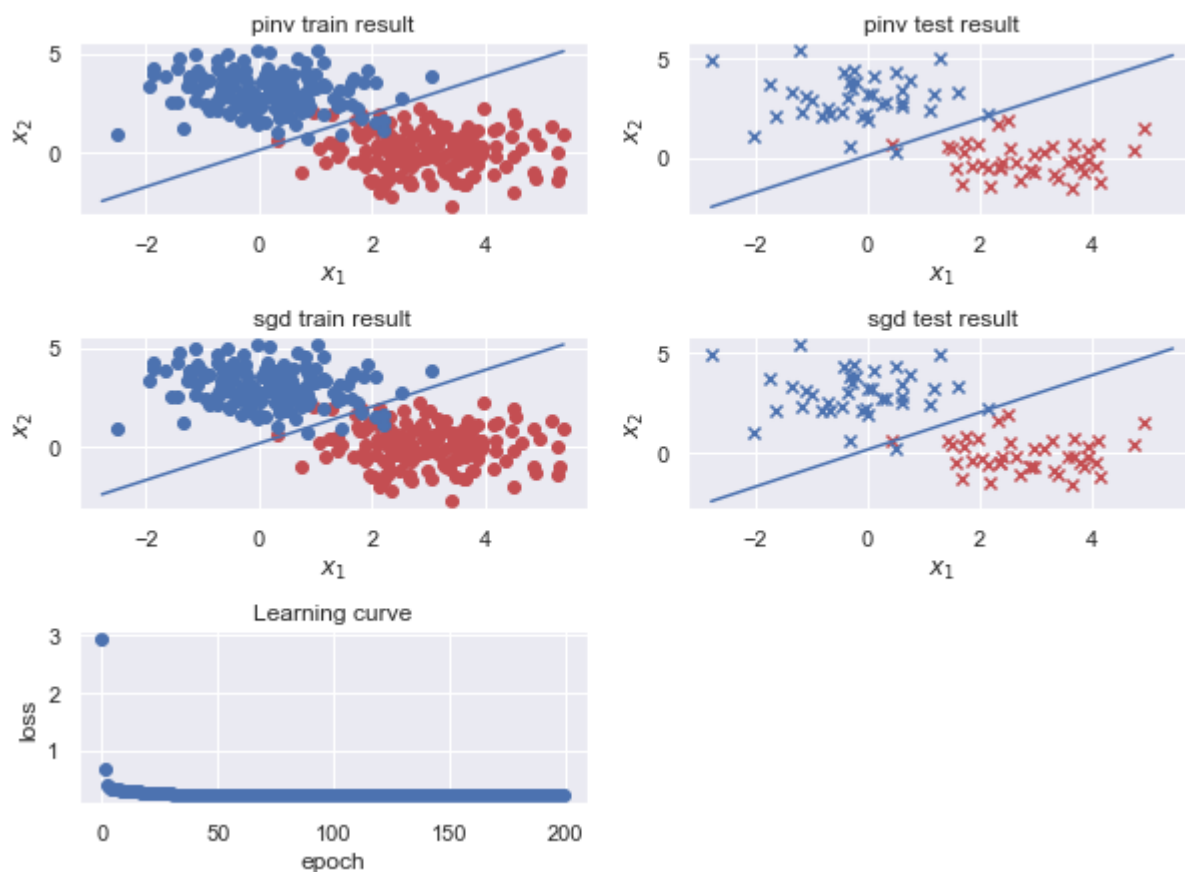 pinv train result
5
0
x₂
−2 0 2 4
x₁
pinv test result
5
0
x₂
−2 0 2 4
x₁
sgd train result
5
0
x₂
−2 0 2 4
x₁
sgd test result
5
0
x₂
−2 0 2 4
x₁
Learning curve
3
2
1
loss
0 50 100 150 200
epoch